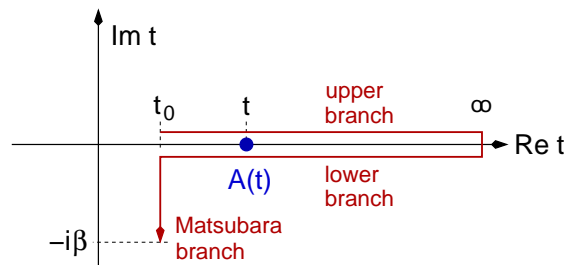 Im t
upper
branch
t₀
t
∞
Re t
A(t)
lower
branch
Matsubara
branch
−iβ